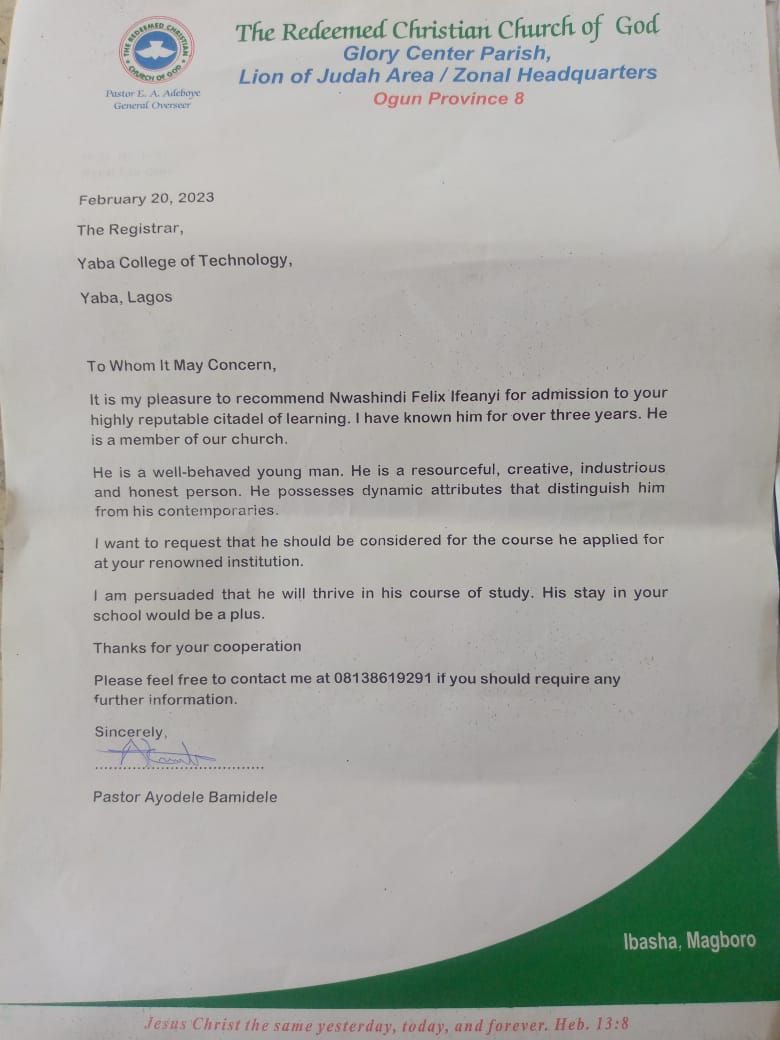 The Redeemed Christian Church of God
Glory Center Parish,
Lion of Judah Area / Zonal Headquarters
Ogun Province 8
THE REDEEMED CHRISTIAN
CHURCH OF GOD
Pastor E. A. Adeboye
General Overseer
February 20, 2023
The Registrar,
Yaba College of Technology,
Yaba, Lagos
To Whom It May Concern,
It is my pleasure to recommend Nwashindi Felix Ifeanyi for admission to your
highly reputable citadel of learning. I have known him for over three years. He
is a member of our church.
He is a well-behaved young man. He is a resourceful, creative, industrious
and honest person. He possesses dynamic attributes that distinguish him
from his contemporaries.
I want to request that he should be considered for the course he applied for
at your renowned institution.
I am persuaded that he will thrive in his course of study. His stay in your
school would be a plus.
Thanks for your cooperation
Please feel free to contact me at 08138619291 if you should require any
further information.
Sincerely,
Pastor Ayodele Bamidele
Ibasha, Magboro
Jesus Christ the same yesterday, today, and forever. Heb. 13:8